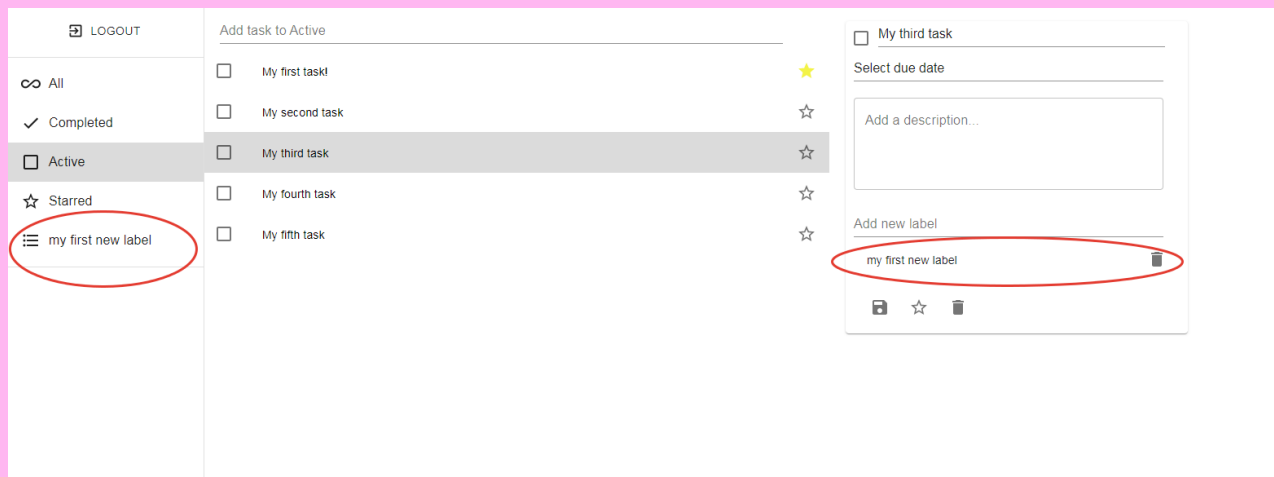 LOGOUT
All
Completed
Active
Starred
my first new label
Add task to Active
My first task!
My second task
My third task
My fourth task
My fifth task
My third task
Select due date
Add a description...
Add new label
my first new label